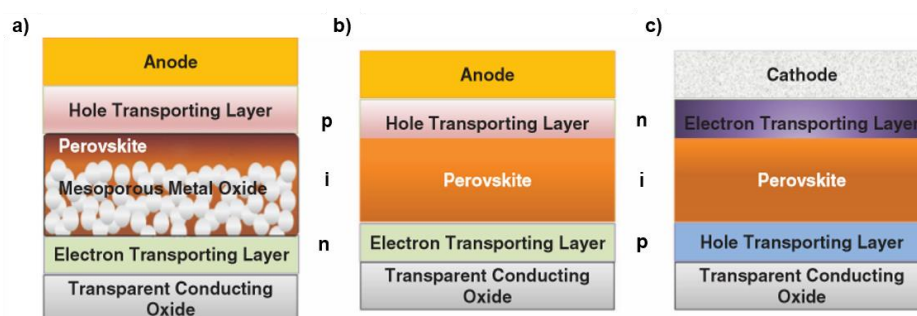 a)
Anode
Hole Transporting Layer
Perovskite
Mesoporous Metal Oxide
Electron Transporting Layer
Transparent Conducting
Oxide
b)
Anode
p
Hole Transporting Layer
i
Perovskite
n
Electron Transporting Layer
Transparent Conducting
Oxide
c)
Cathode
n
Electron Transporting Layer
i
Perovskite
p
Hole Transporting Layer
Transparent Conducting
Oxide